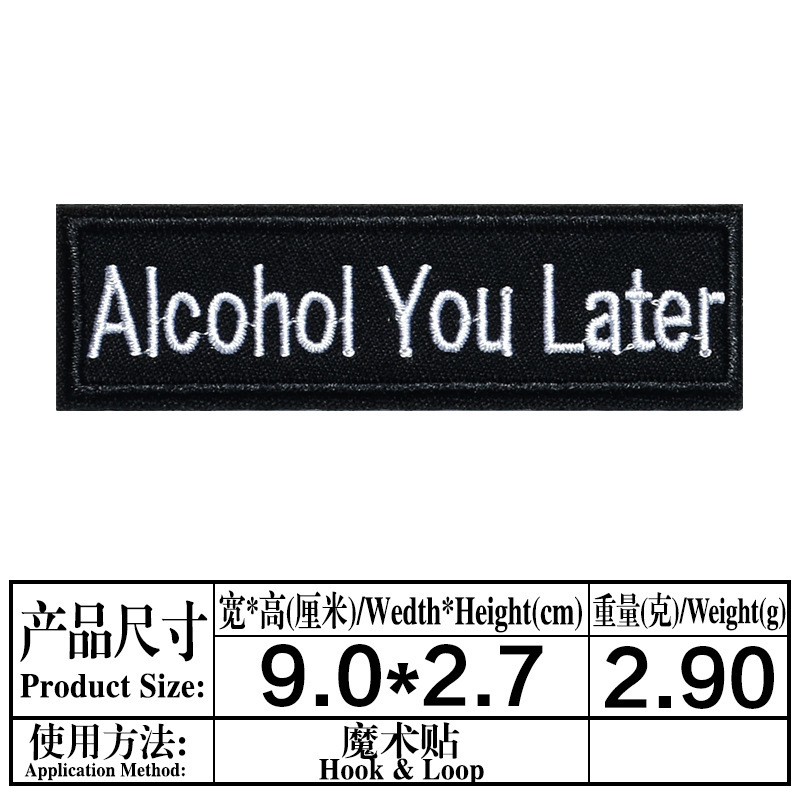 Alcohol You Later
产品尺寸
Product Size:
宽*高(厘米)/Wedth*Height(cm)
重量(克)/Weight(g)
9.0*2.7
2.90
使用方法:
Application Method:
魔术贴
Hook & Loop